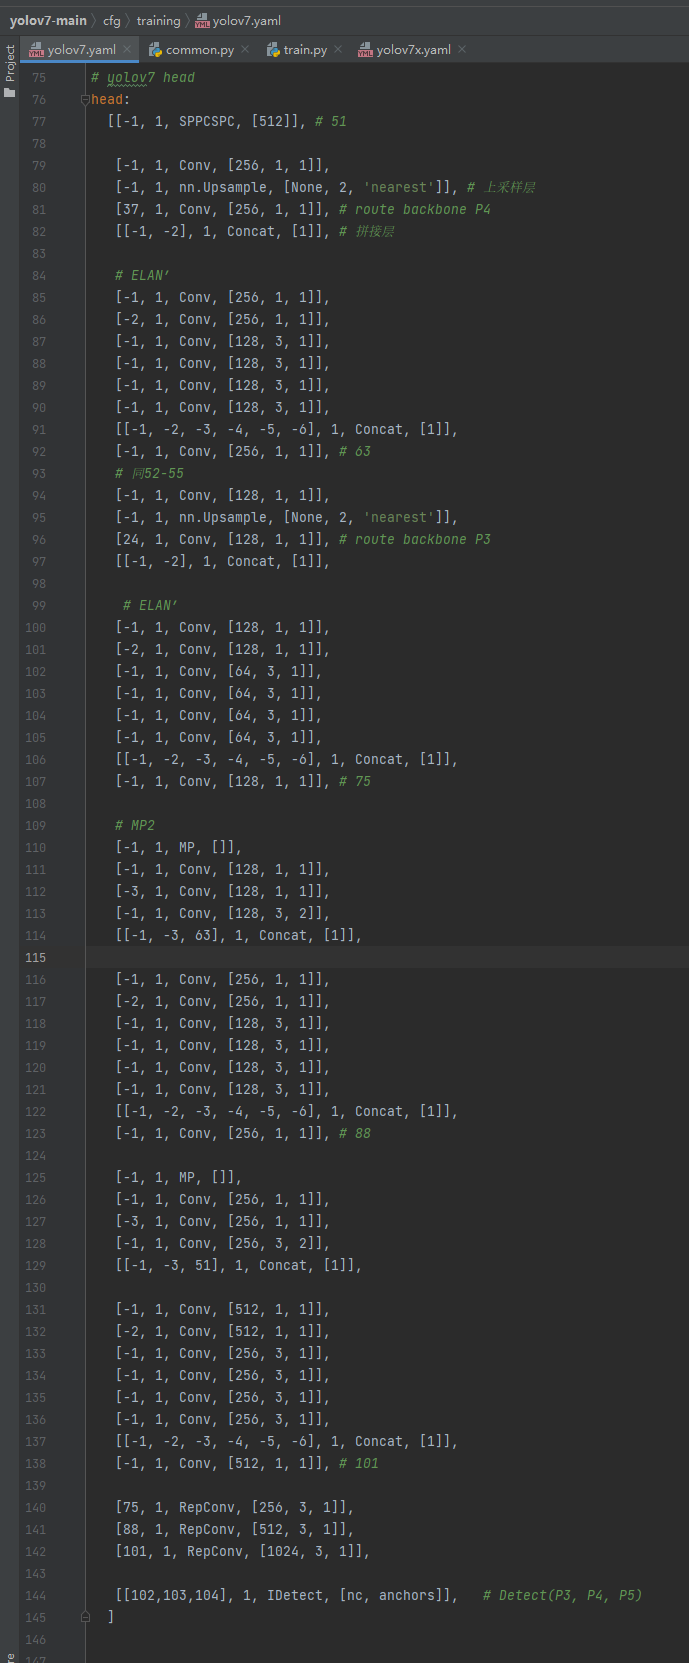 yolov7-main cfg training yolov7.yaml
yolov7.yaml common.py train.py yolov7x.yaml
Project
75 # yolov7 head
76 head:
77 [[-1, 1, SPPCSPC, [512]], # 51
78
79 [-1, 1, Conv, [256, 1, 1]],
80 [-1, 1, nn.Upsample, [None, 2, 'nearest']], # 上采样层
81 [37, 1, Conv, [256, 1, 1]], # route backbone P4
82 [[-1, -2], 1, Concat, [1]], # 拼接层
83
84 # ELAN’
85 [-1, 1, Conv, [256, 1, 1]],
86 [-2, 1, Conv, [256, 1, 1]],
87 [-1, 1, Conv, [128, 3, 1]],
88 [-1, 1, Conv, [128, 3, 1]],
89 [-1, 1, Conv, [128, 3, 1]],
90 [-1, 1, Conv, [128, 3, 1]],
91 [[-1, -2, -3, -4, -5, -6], 1, Concat, [1]],
92 [-1, 1, Conv, [256, 1, 1]], # 63
93 # 同52-55
94 [-1, 1, Conv, [128, 1, 1]],
95 [-1, 1, nn.Upsample, [None, 2, 'nearest']],
96 [24, 1, Conv, [128, 1, 1]], # route backbone P3
97 [[-1, -2], 1, Concat, [1]],
98
99 # ELAN’
100 [-1, 1, Conv, [128, 1, 1]],
101 [-2, 1, Conv, [128, 1, 1]],
102 [-1, 1, Conv, [64, 3, 1]],
103 [-1, 1, Conv, [64, 3, 1]],
104 [-1, 1, Conv, [64, 3, 1]],
105 [-1, 1, Conv, [64, 3, 1]],
106 [[-1, -2, -3, -4, -5, -6], 1, Concat, [1]],
107 [-1, 1, Conv, [128, 1, 1]], # 75
108
109 # MP2
110 [-1, 1, MP, []],
111 [-1, 1, Conv, [128, 1, 1]],
112 [-3, 1, Conv, [128, 1, 1]],
113 [-1, 1, Conv, [128, 3, 2]],
114 [[-1, -3, 63], 1, Concat, [1]],
115
116 [-1, 1, Conv, [256, 1, 1]],
117 [-2, 1, Conv, [256, 1, 1]],
118 [-1, 1, Conv, [128, 3, 1]],
119 [-1, 1, Conv, [128, 3, 1]],
120 [-1, 1, Conv, [128, 3, 1]],
121 [-1, 1, Conv, [128, 3, 1]],
122 [[-1, -2, -3, -4, -5, -6], 1, Concat, [1]],
123 [-1, 1, Conv, [256, 1, 1]], # 88
124
125 [-1, 1, MP, []],
126 [-1, 1, Conv, [256, 1, 1]],
127 [-3, 1, Conv, [256, 1, 1]],
128 [-1, 1, Conv, [256, 3, 2]],
129 [[-1, -3, 51], 1, Concat, [1]],
130
131 [-1, 1, Conv, [512, 1, 1]],
132 [-2, 1, Conv, [512, 1, 1]],
133 [-1, 1, Conv, [256, 3, 1]],
134 [-1, 1, Conv, [256, 3, 1]],
135 [-1, 1, Conv, [256, 3, 1]],
136 [-1, 1, Conv, [256, 3, 1]],
137 [[-1, -2, -3, -4, -5, -6], 1, Concat, [1]],
138 [-1, 1, Conv, [512, 1, 1]], # 101
139
140 [75, 1, RepConv, [256, 3, 1]],
141 [88, 1, RepConv, [512, 3, 1]],
142 [101, 1, RepConv, [1024, 3, 1]],
143
144 [[102,103,104], 1, IDetect, [nc, anchors]], # Detect(P3, P4, P5)
145 ]
146
147